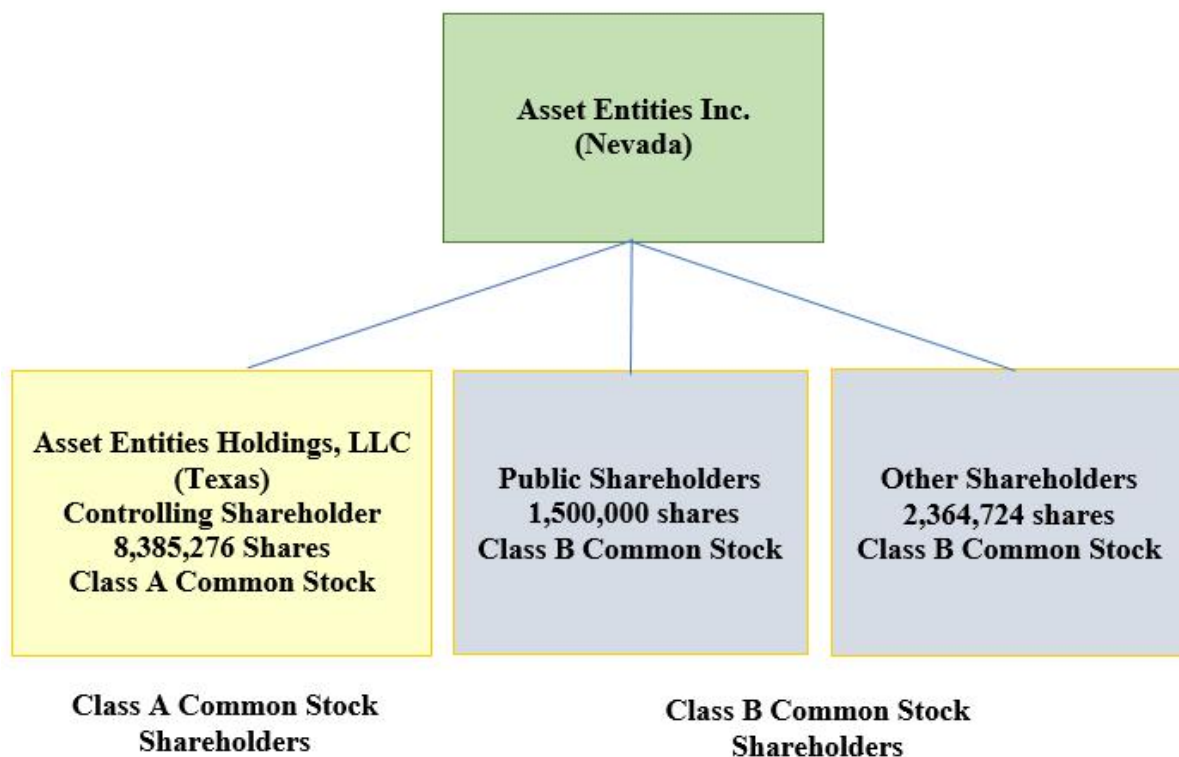 Asset Entities Inc.
(Nevada)
Asset Entities Holdings, LLC
(Texas)
Controlling Shareholder
8,385,276 Shares
Class A Common Stock
Public Shareholders
1,500,000 shares
Class B Common Stock
Other Shareholders
2,364,724 shares
Class B Common Stock
Class A Common Stock
Shareholders
Class B Common Stock
Shareholders